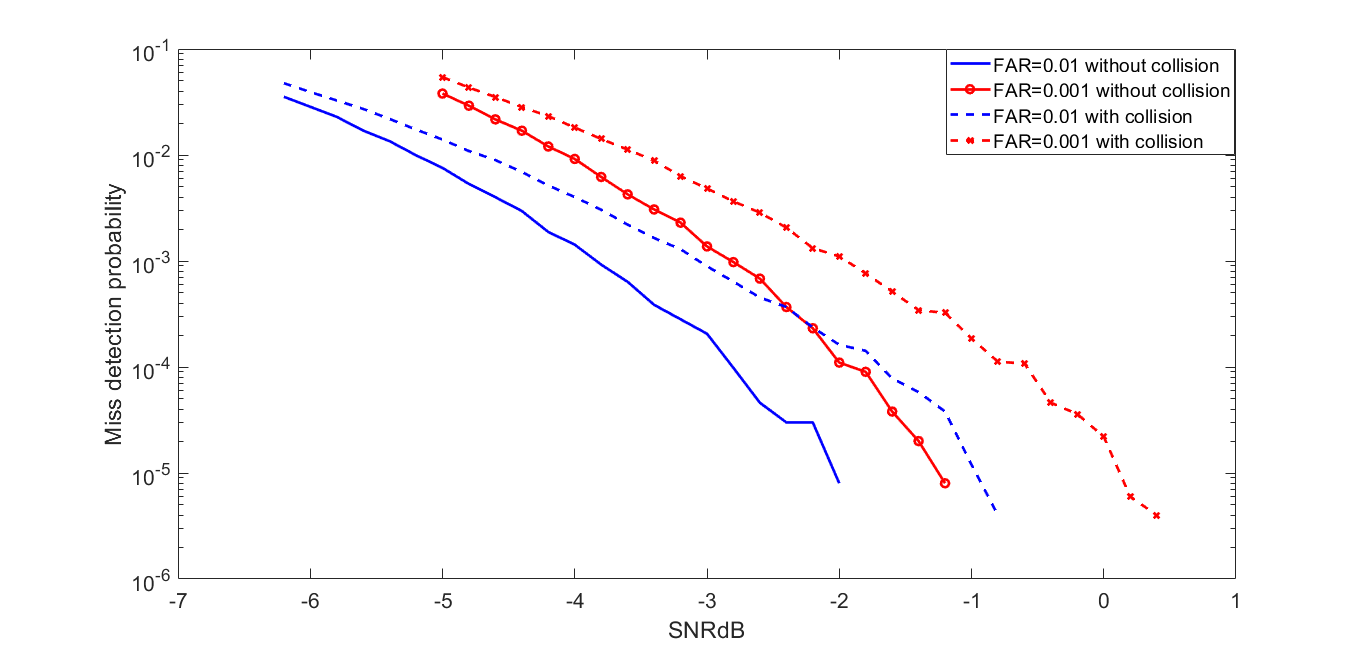 10^-1
10^-2
10^-3
10^-4
10^-5
10^-6
Miss detection probability
FAR=0.01 without collision
FAR=0.001 without collision
FAR=0.01 with collision
FAR=0.001 with collision
-7 -6 -5 -4 -3 -2 -1 0 1
SNRdB